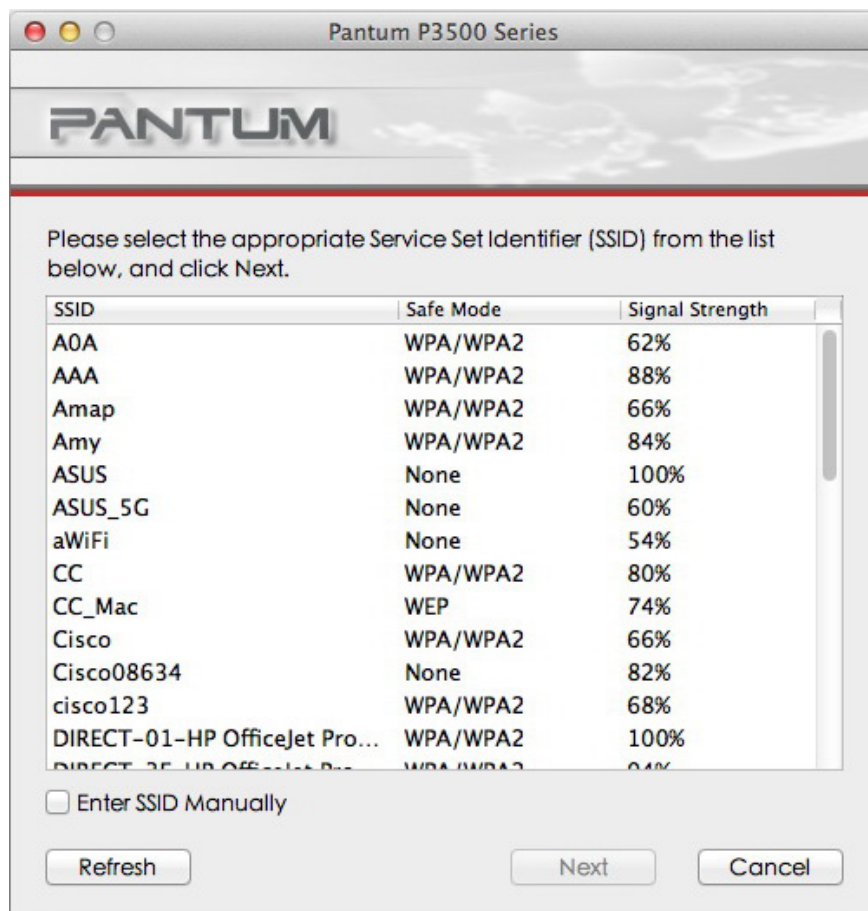 Pantum P3500 Series
PANTUM
Please select the appropriate Service Set Identifier (SSID) from the list
below, and click Next.
SSID Safe Mode Signal Strength
A0A WPA/WPA2 62%
AAA WPA/WPA2 88%
Amap WPA/WPA2 66%
Amy WPA/WPA2 84%
ASUS None 100%
ASUS_5G None 60%
aWiFi None 54%
CC WPA/WPA2 80%
CC_Mac WEP 74%
Cisco WPA/WPA2 66%
Cisco08634 None 82%
cisco123 WPA/WPA2 68%
DIRECT-01-HP OfficeJet Pro... WPA/WPA2 100%
Enter SSID Manually
Refresh Next Cancel